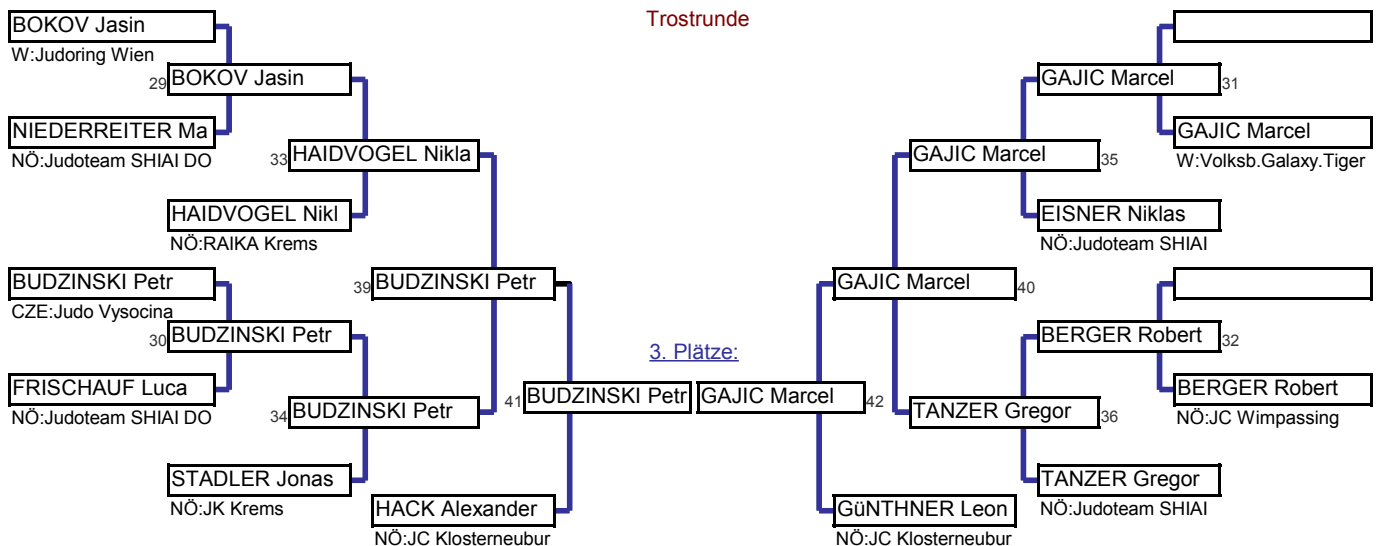 Trostrunde
BOKOV Jasin
W:Judoring Wien
29 BOKOV Jasin
NIEDERREITER Ma
NÖ:Judoteam SHIAI DO
33 HAIDVOGEL Nikla
HAIDVOGEL Nikl
NÖ:RAIKA Krems
BUDZINSKI Petr
CZE:Judo Vysocina
39 BUDZINSKI Petr
30 BUDZINSKI Petr
FRISCHAUF Luca
NÖ:Judoteam SHIAI DO
34 BUDZINSKI Petr
STADLER Jonas
NÖ:JK Krems
HACK Alexander
NÖ:JC Klosterneubur
3. Plätze:
41 BUDZINSKI Petr
GAJIC Marcel 42
GAJIC Marcel 31
GAJIC Marcel
W:Volksb.Galaxy.Tiger
GAJIC Marcel 35
EISNER Niklas
NÖ:Judoteam SHIAI
GAJIC Marcel 40
BERGER Robert 32
BERGER Robert
NÖ:JC Wimpassing
TANZER Gregor 36
TANZER Gregor
NÖ:Judoteam SHIAI
GüNTHNER Leon
NÖ:JC Klosterneubur